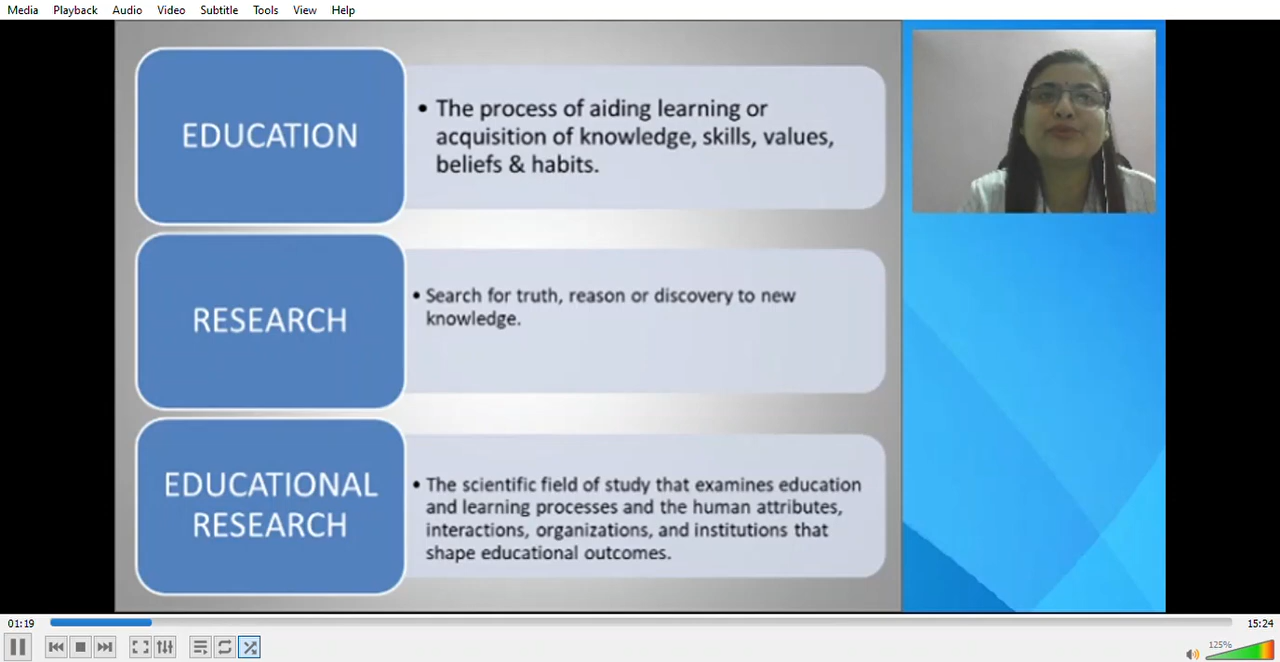 Media Playback Audio Video Subtitle Tools View Help
EDUCATION
• The process of aiding learning or
acquisition of knowledge, skills, values,
beliefs & habits.
RESEARCH
• Search for truth, reason or discovery to new
knowledge.
EDUCATIONAL
RESEARCH
• The scientific field of study that examines education
and learning processes and the human attributes,
interactions, organizations, and institutions that
shape educational outcomes.
01:19
15:24
125%